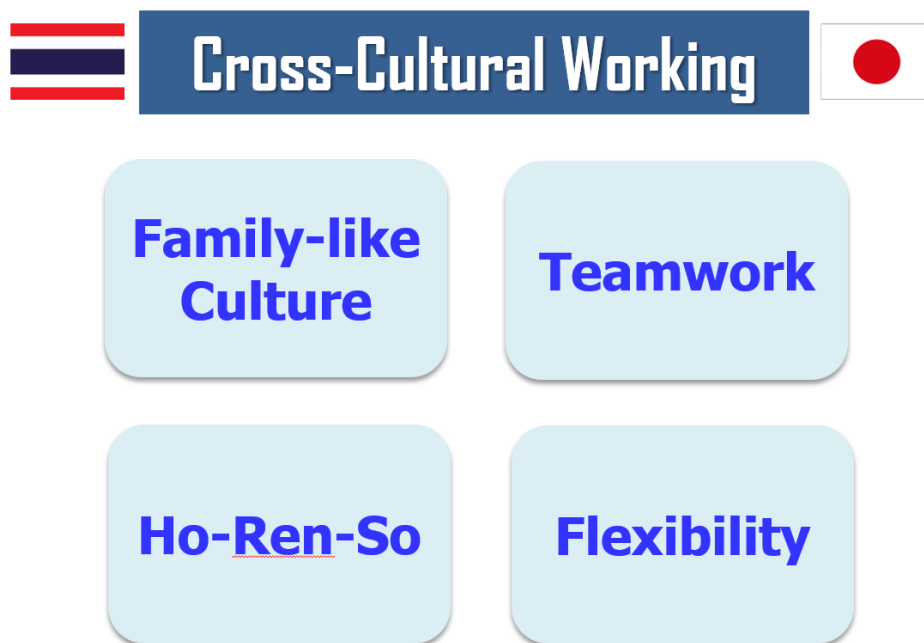 Cross-Cultural Working
Family-like
Culture
Teamwork
Ho-Ren-So
Flexibility